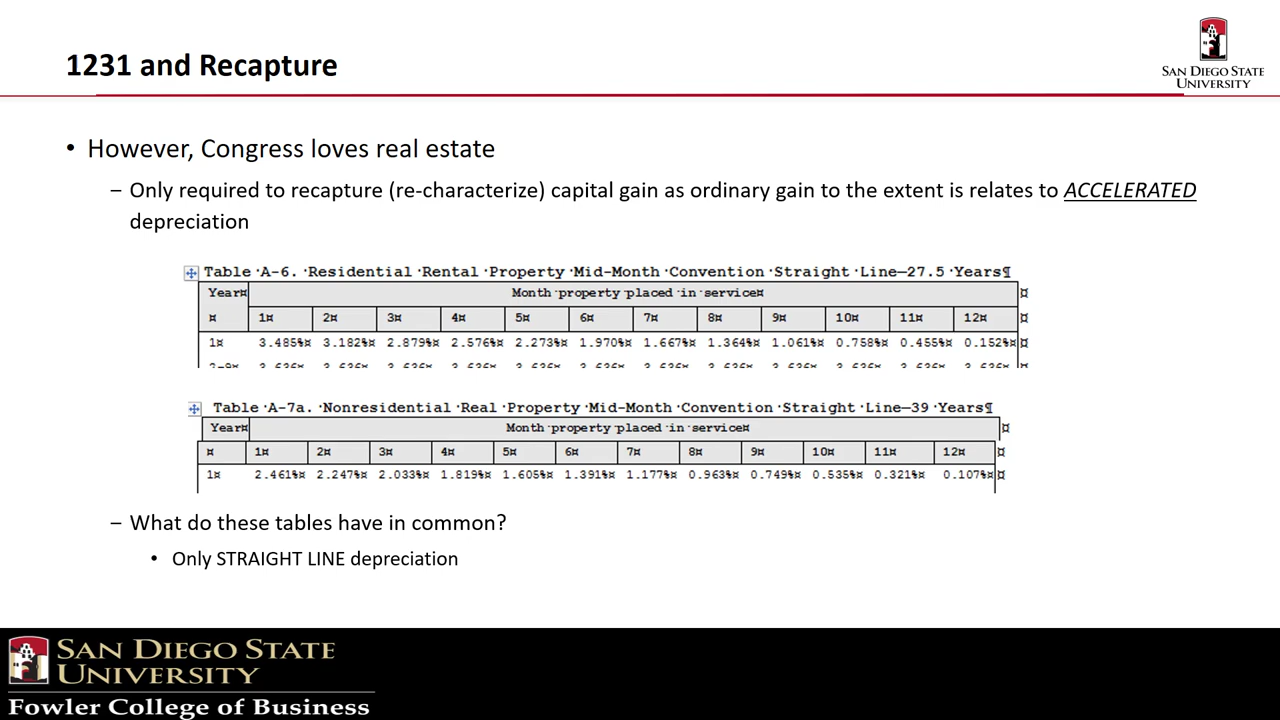 1231 and Recapture
SAN DIEGO STATE
UNIVERSITY
• However, Congress loves real estate
– Only required to recapture (re-characterize) capital gain as ordinary gain to the extent is relates to ACCELERATED
depreciation
Table·A-6.·Residential·Rental·Property·Mid-Month·Convention·Straight·Line—27.5·Years¶
Year¤ Month·property·placed·in·service¤ ¤
¤ 1¤ 2¤ 3¤ 4¤ 5¤ 6¤ 7¤ 8¤ 9¤ 10¤ 11¤ 12¤ ¤
1¤ 3.485%¤ 3.182%¤ 2.879%¤ 2.576%¤ 2.273%¤ 1.970%¤ 1.667%¤ 1.364%¤ 1.061%¤ 0.758%¤ 0.455%¤ 0.152%¤ ¤
Table·A-7a.·Nonresidential·Real·Property·Mid-Month·Convention·Straight·Line—39·Years¶
Year¤ Month·property·placed·in·service¤ ¤
¤ 1¤ 2¤ 3¤ 4¤ 5¤ 6¤ 7¤ 8¤ 9¤ 10¤ 11¤ 12¤ ¤
1¤ 2.461%¤ 2.247%¤ 2.033%¤ 1.819%¤ 1.605%¤ 1.391%¤ 1.177%¤ 0.963%¤ 0.749%¤ 0.535%¤ 0.321%¤ 0.107%¤ ¤
– What do these tables have in common?
• Only STRAIGHT LINE depreciation
SAN DIEGO STATE
UNIVERSITY
Fowler College of Business